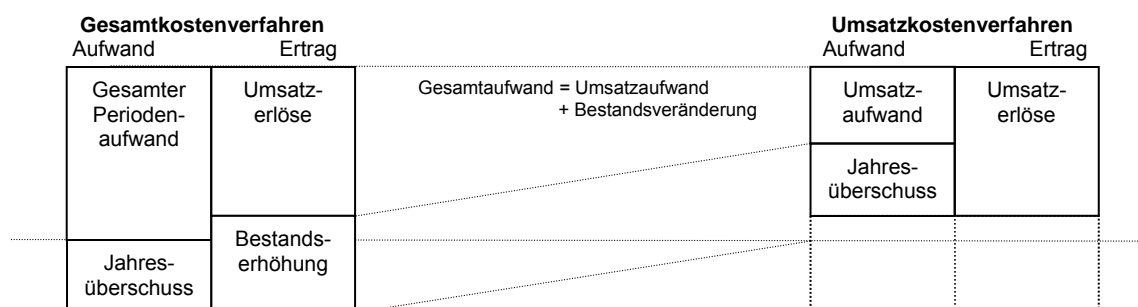 Gesamtkostenverfahren
Aufwand Ertrag
Gesamter
Perioden-
aufwand
Umsatz-
erlöse
Bestands-
erhöhung
Jahres-
überschuss
Gesamtaufwand = Umsatzaufwand
+ Bestandsveränderung
Umsatzkostenverfahren
Aufwand Ertrag
Umsatz-
aufwand
Jahres-
überschuss
Umsatz-
erlöse